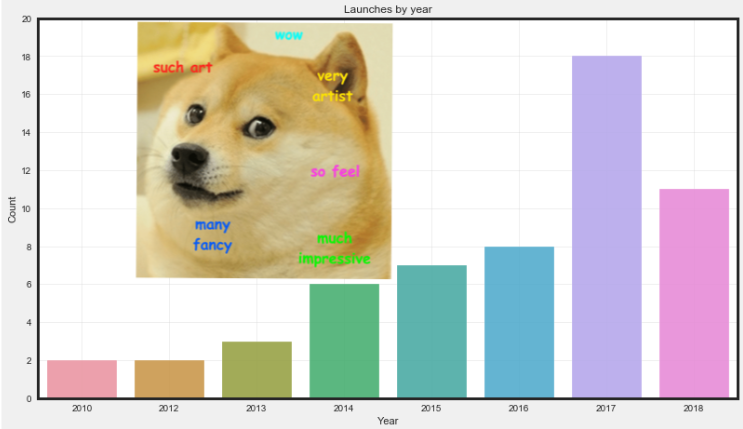 Launches by year
wow
such art
very
artist
so feel
many
fancy
much
impressive
Count
20
18
16
14
12
10
8
6
4
2
0
2010
2012
2013
2014
2015
2016
2017
2018
Year